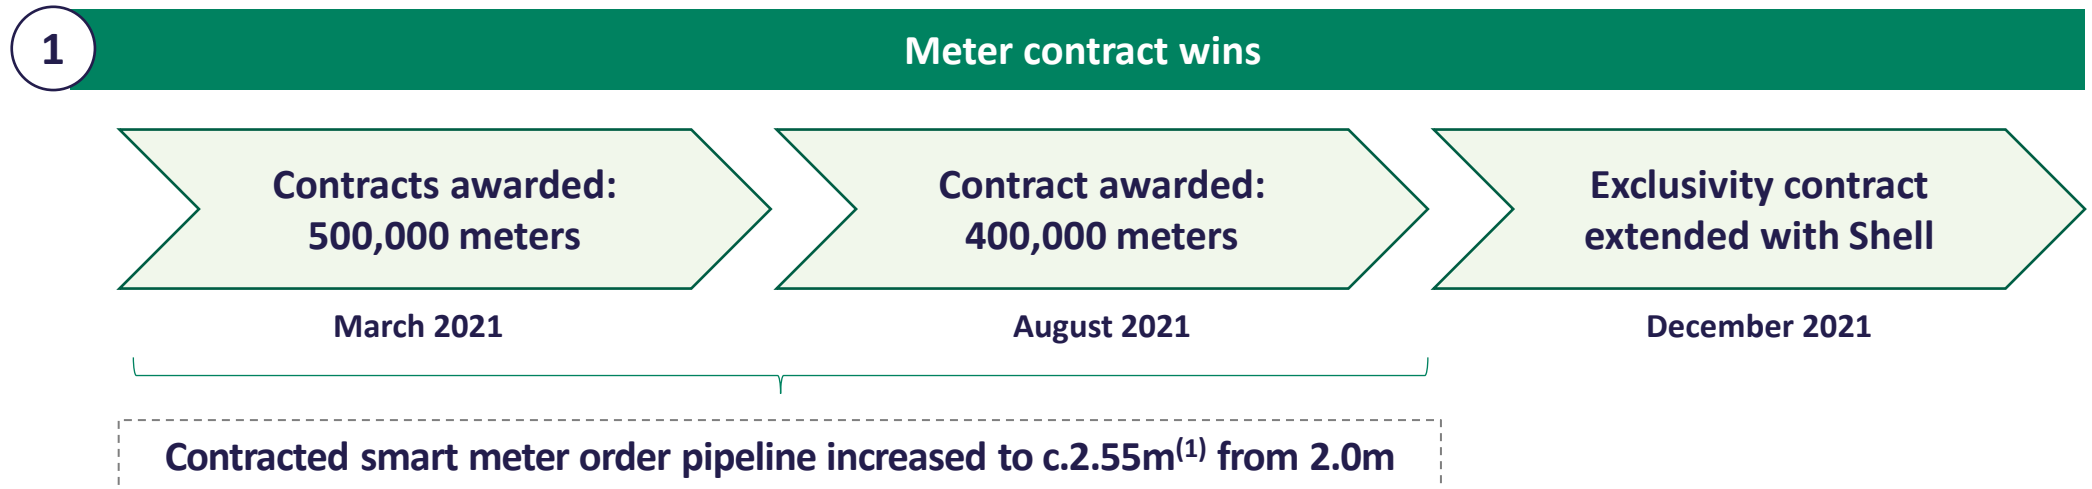 1
Meter contract wins
Contracts awarded:
500,000 meters
Contract awarded:
400,000 meters
Exclusivity contract
extended with Shell
March 2021
August 2021
December 2021
Contracted smart meter order pipeline increased to c.2.55m(1) from 2.0m